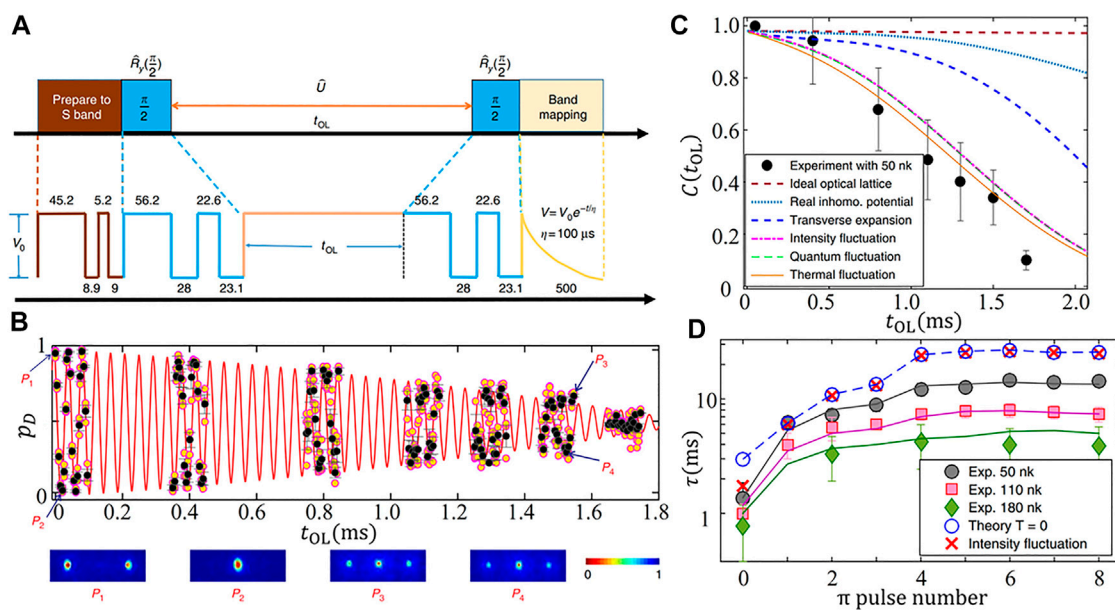 A
R̂y(π/2)
R̂y(π/2)
Prepare to
S band
π/2
Û
tOL
π/2
Band
mapping
45.2 5.2 56.2 22.6 56.2 22.6
V0
tOL
V = V0e−t/η
η = 100 μs
8.9 9 28 23.1 28 23.1 500
B
1
pD
0
P1
P2
P3
P4
0 0.2 0.4 0.6 0.8 1.0 1.2 1.4 1.6 1.8
tOL(ms)
P1 P2 P3 P4
0 1
C
1.0
0.8
0.6
0.4
0.2
0
C(tOL)
Experiment with 50 nk
Ideal optical lattice
Real inhomo. potential
Transverse expansion
Intensity fluctuation
Quantum fluctuation
Thermal fluctuation
0 0.5 1.0 1.5 2.0
tOL(ms)
D
10
1
τ(ms)
Exp. 50 nk
Exp. 110 nk
Exp. 180 nk
Theory T = 0
Intensity fluctuation
0 2 4 6 8
π pulse number